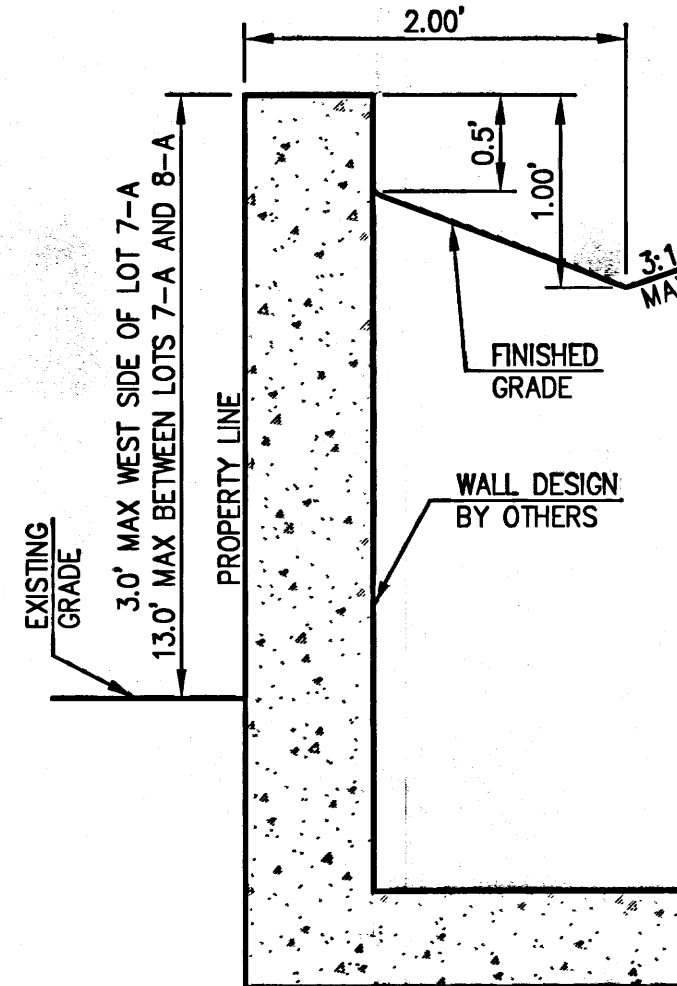 2.00'
0.5'
1.00'
3:1
FINISHED
GRADE
WALL DESIGN
BY OTHERS
3.0' MAX WEST SIDE OF LOT 7-A
13.0' MAX BETWEEN LOTS 7-A AND 8-A
PROPERTY LINE
EXISTING
GRADE